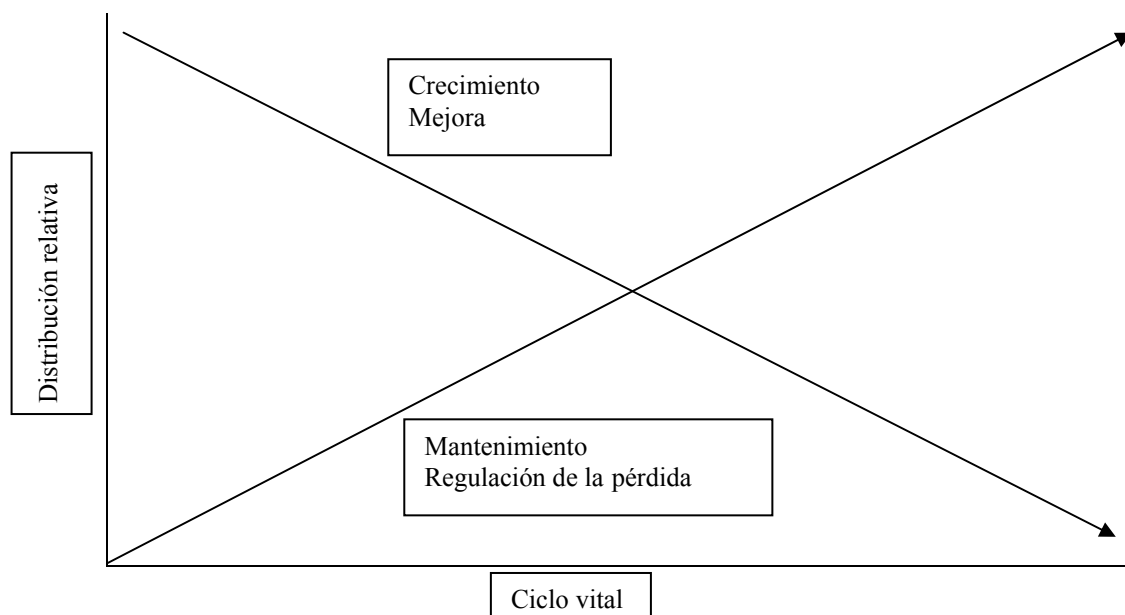 Crecimiento
Mejora
Distribución relativa
Mantenimiento
Regulación de la pérdida
Ciclo vital